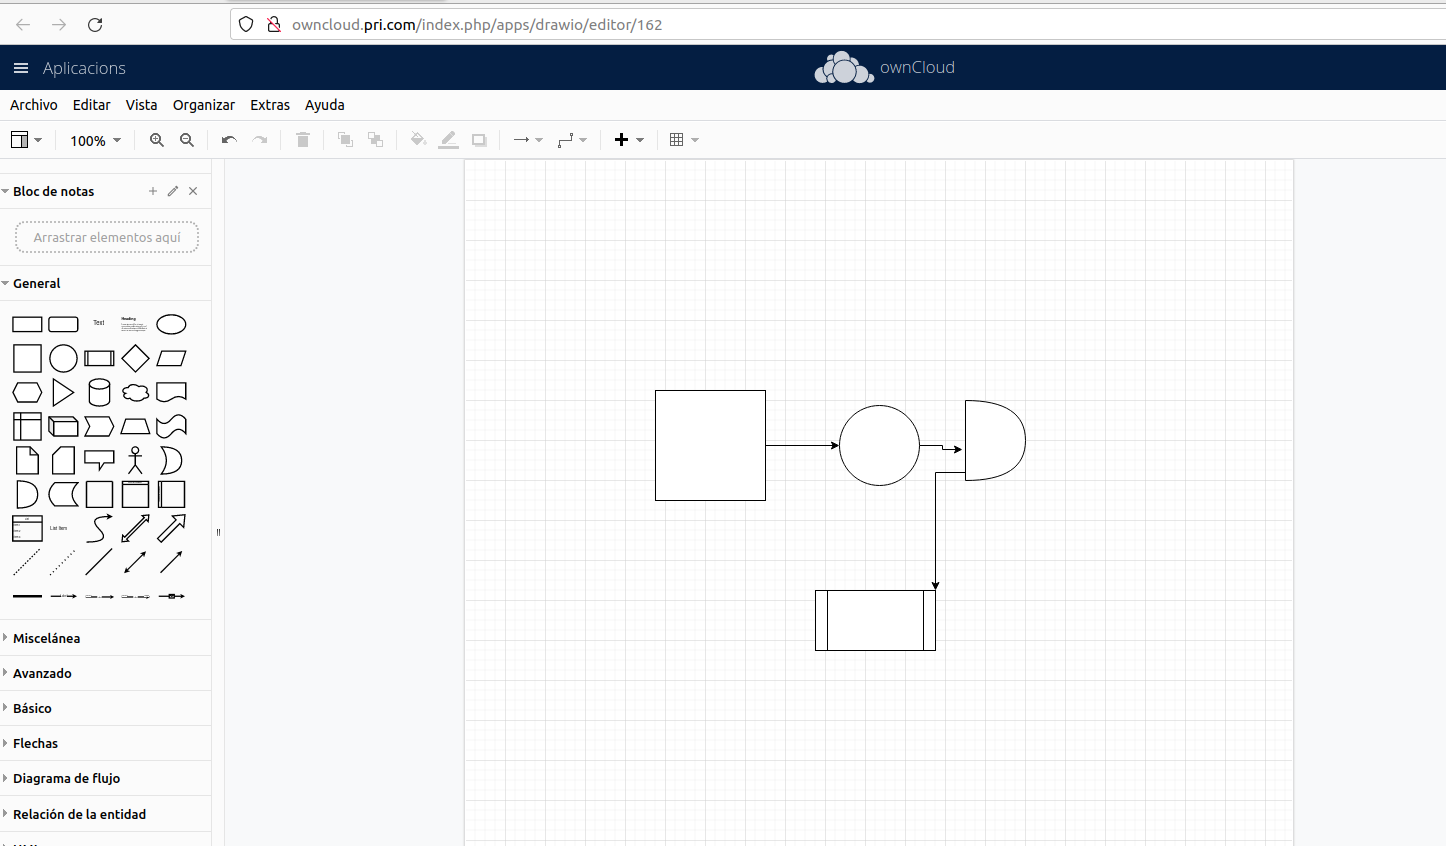 owncloud.pri.com/index.php/apps/drawio/editor/162
Aplicacions
ownCloud
Archivo Editar Vista Organizar Extras Ayuda
100%
Bloc de notas
Arrastrar elementos aquí
General
Text
Heading
List Item
Miscelánea
Avanzado
Básico
Flechas
Diagrama de flujo
Relación de la entidad